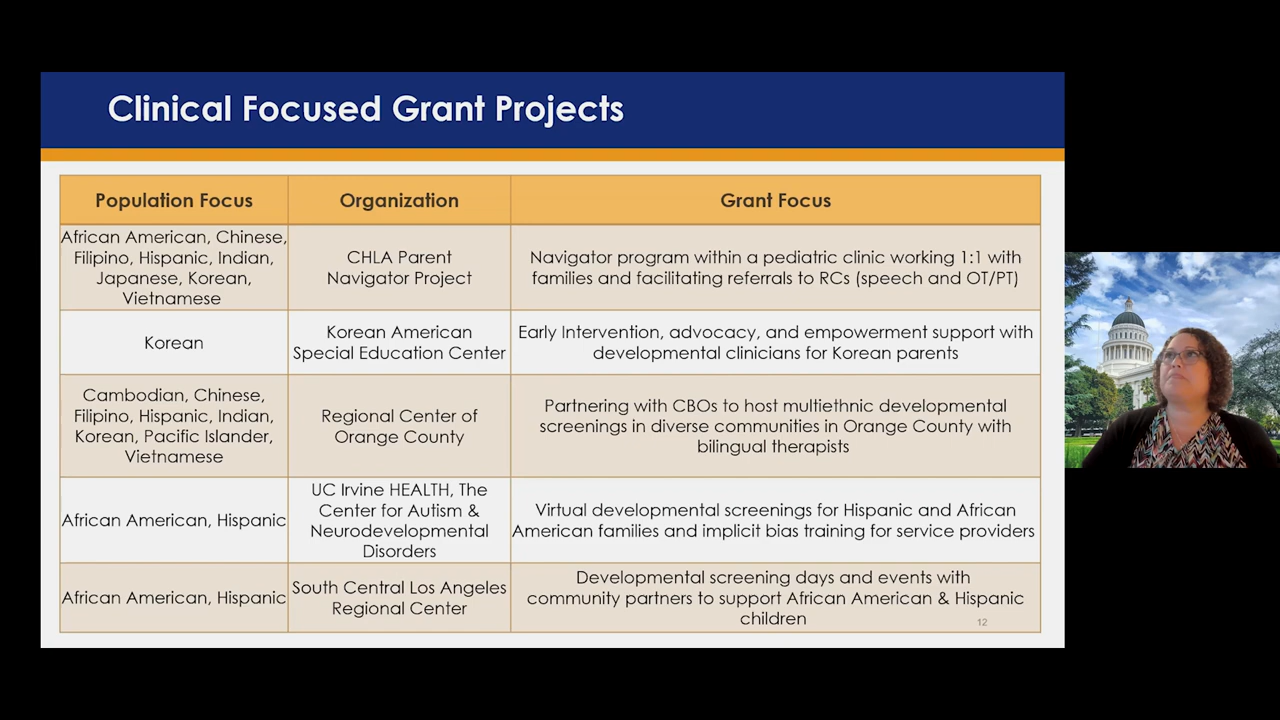 Clinical Focused Grant Projects
Population Focus
Organization
Grant Focus
African American, Chinese,
Filipino, Hispanic, Indian,
Japanese, Korean,
Vietnamese
CHLA Parent
Navigator Project
Navigator program within a pediatric clinic working 1:1 with
families and facilitating referrals to RCs (speech and OT/PT)
Korean
Korean American
Special Education Center
Early Intervention, advocacy, and empowerment support with
developmental clinicians for Korean parents
Cambodian, Chinese,
Filipino, Hispanic, Indian,
Korean, Pacific Islander,
Vietnamese
Regional Center of
Orange County
Partnering with CBOs to host multiethnic developmental
screenings in diverse communities in Orange County with
bilingual therapists
African American, Hispanic
UC Irvine HEALTH, The
Center for Autism &
Neurodevelopmental
Disorders
Virtual developmental screenings for Hispanic and African
American families and implicit bias training for service providers
African American, Hispanic
South Central Los Angeles
Regional Center
Developmental screening days and events with
community partners to support African American & Hispanic
children
12